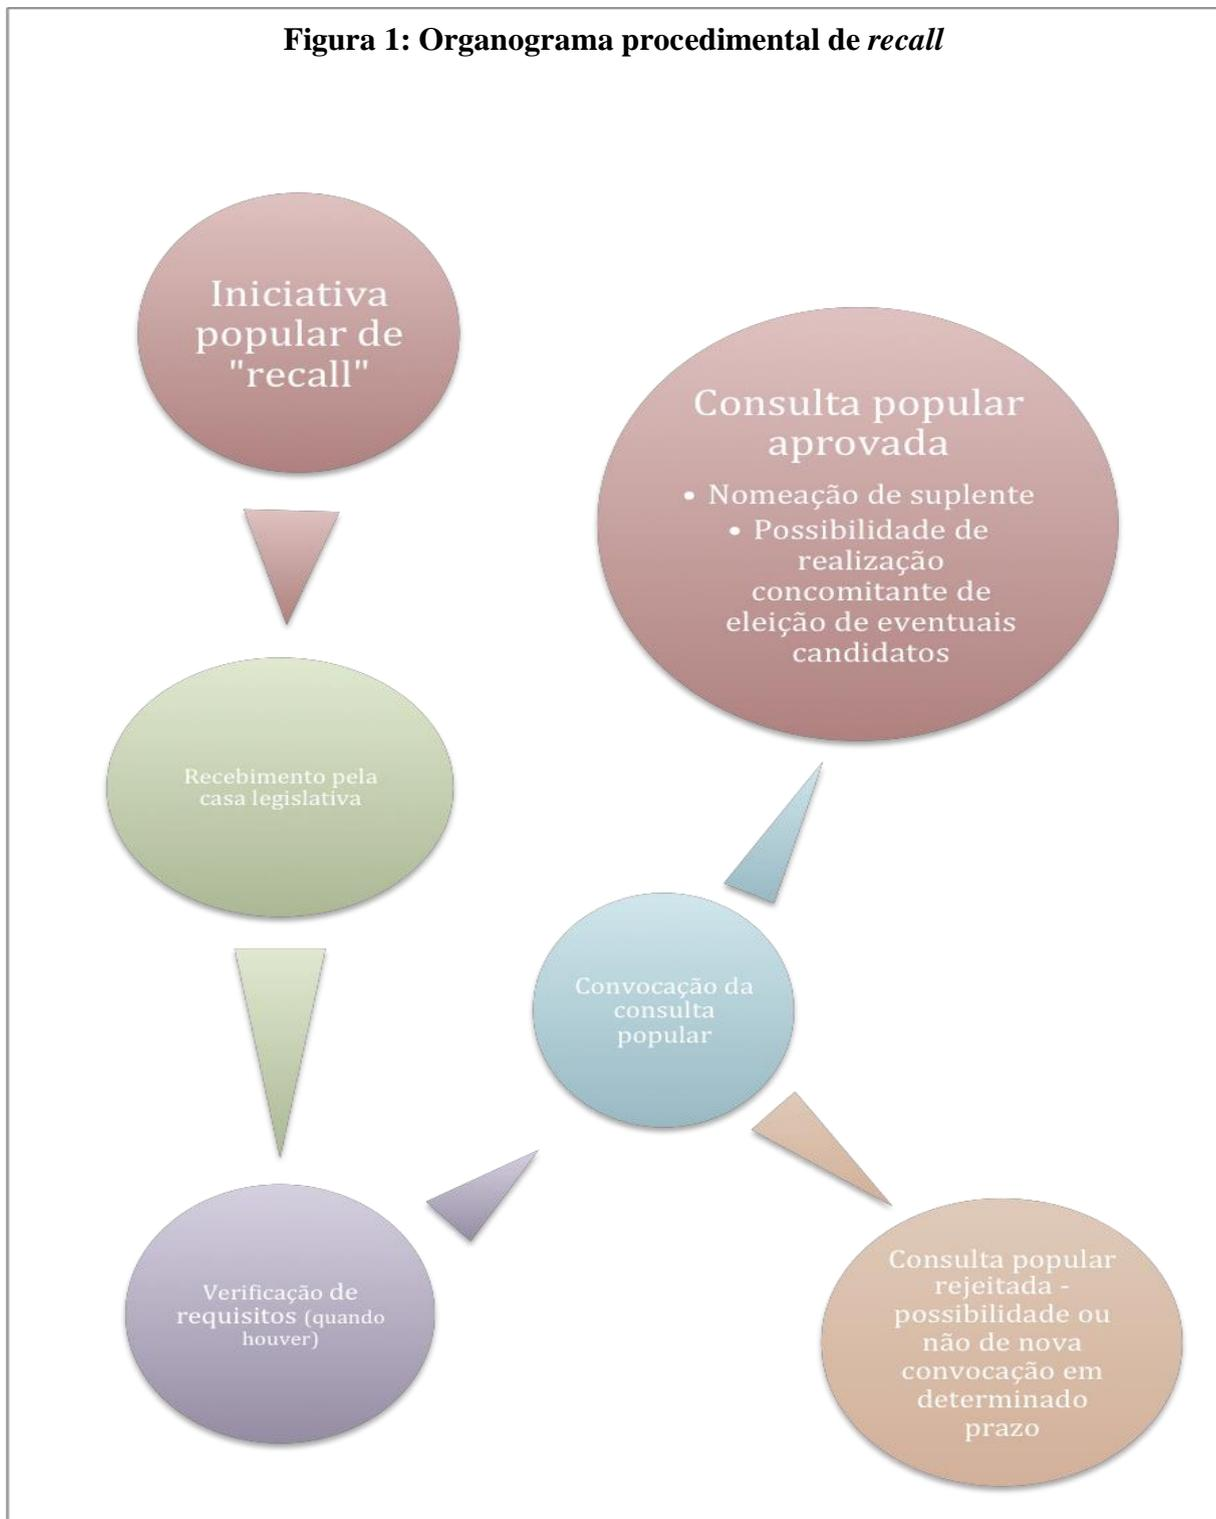 Figura 1: Organograma procedimental de recall
Iniciativa
popular de
"recall"
Recebimento pela
casa legislativa
Verificação de
requisitos (quando
houver)
Convocação da
consulta
popular
Consulta popular
aprovada
• Nomeação de suplente
• Possibilidade de
realização
concomitante de
eleição de eventuais
candidatos
Consulta popular
rejeitada -
possibilidade ou
não de nova
convocação em
determinado
prazo